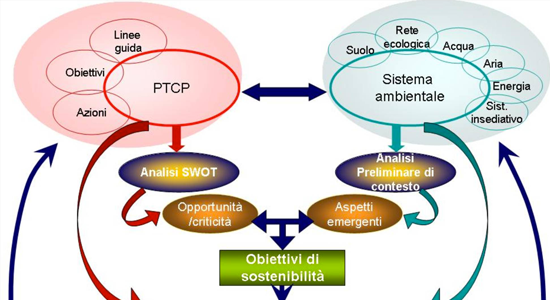 Linee
guida
Obiettivi
Azioni
PTCP
Suolo
Rete
ecologica
Acqua
Aria
Energia
Sist.
insediativo
Sistema
ambientale
Analisi SWOT
Analisi
Preliminare di
contesto
Opportunità
/criticità
Aspetti
emergenti
Obiettivi di
sostenibilità